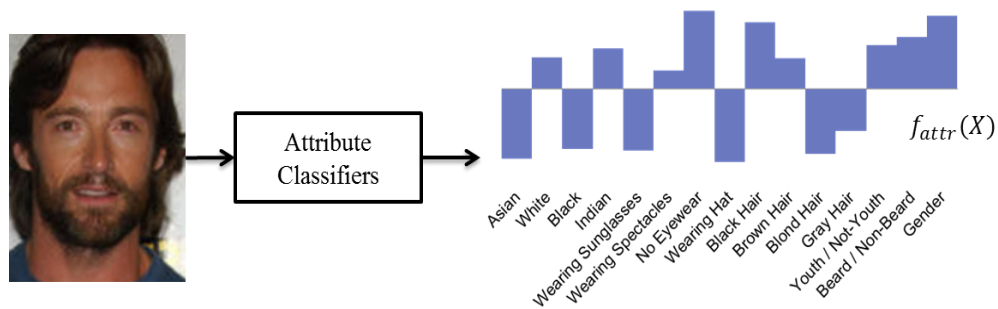 Attribute
Classifiers
f_attr(X)
Asian
White
Black
Indian
Wearing Sunglasses
Wearing Spectacles
No Eyewear
Wearing Hat
Black Hair
Brown Hair
Blond Hair
Gray Hair
Youth / Not-Youth
Beard / Non-Beard
Gender